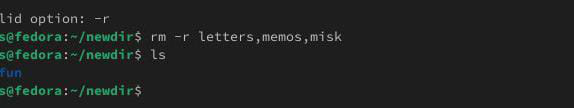 lid option: -r
s@fedora:~/newdir$ rm -r letters,memos,misk
s@fedora:~/newdir$ ls
fun
s@fedora:~/newdir$